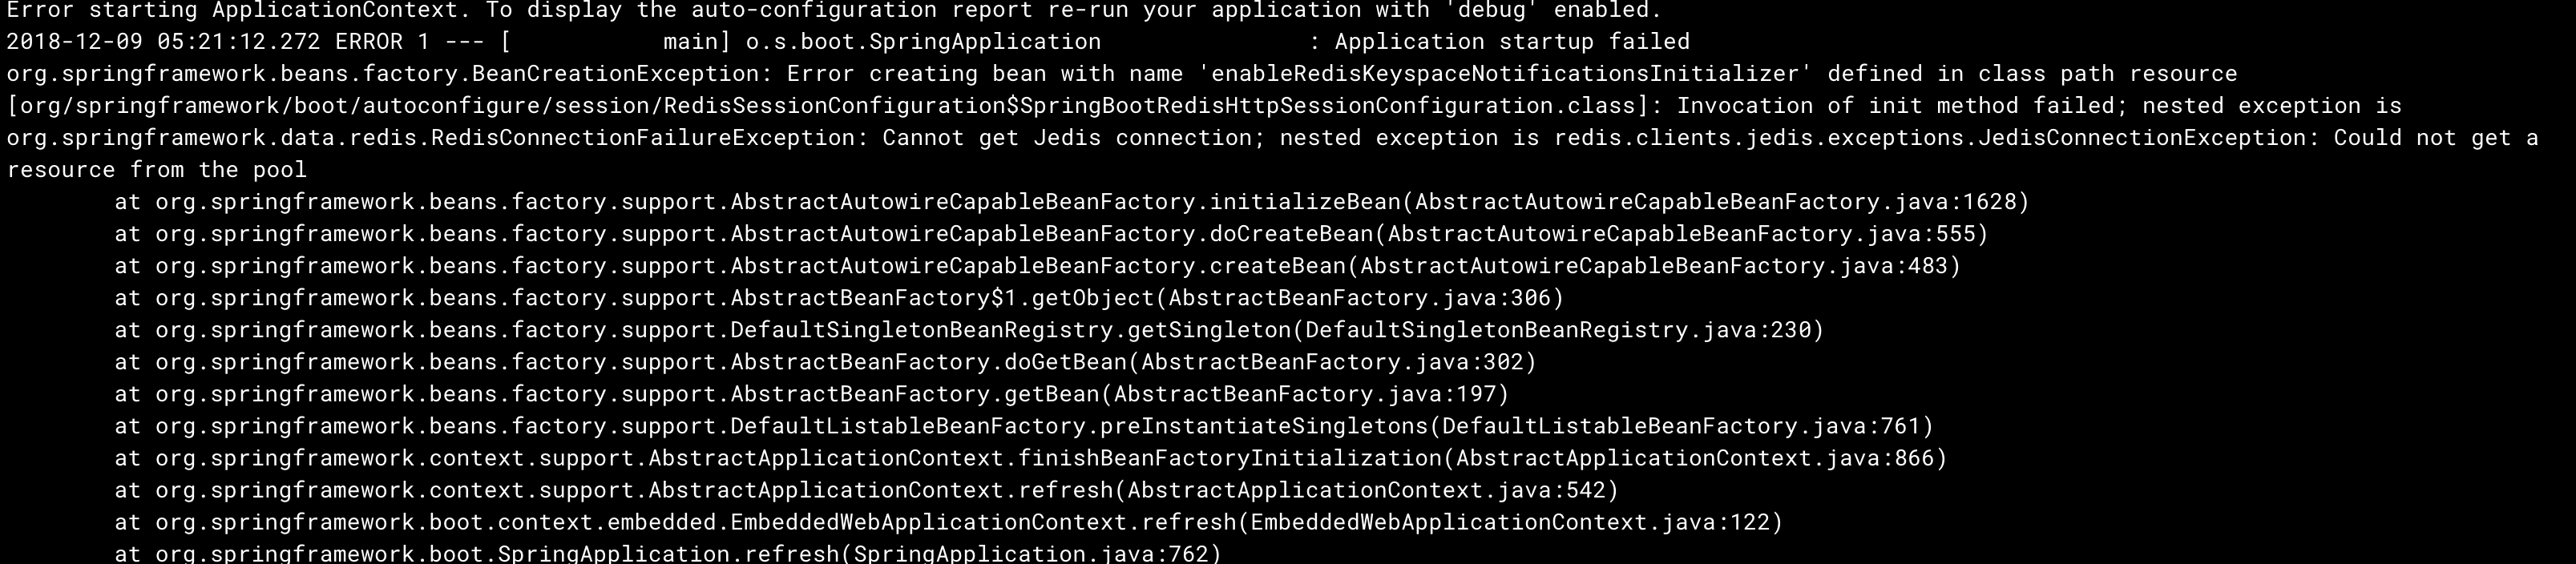 Error starting ApplicationContext. To display the auto-configuration report re-run your application with 'debug' enabled.
2018-12-09 05:21:12.272 ERROR 1 --- [           main] o.s.boot.SpringApplication               : Application startup failed
org.springframework.beans.factory.BeanCreationException: Error creating bean with name 'enableRedisKeyspaceNotificationsInitializer' defined in class path resource
[org/springframework/boot/autoconfigure/session/RedisSessionConfiguration$SpringBootRedisHttpSessionConfiguration.class]: Invocation of init method failed; nested exception is
org.springframework.data.redis.RedisConnectionFailureException: Cannot get Jedis connection; nested exception is redis.clients.jedis.exceptions.JedisConnectionException: Could not get a
resource from the pool
        at org.springframework.beans.factory.support.AbstractAutowireCapableBeanFactory.initializeBean(AbstractAutowireCapableBeanFactory.java:1628)
        at org.springframework.beans.factory.support.AbstractAutowireCapableBeanFactory.doCreateBean(AbstractAutowireCapableBeanFactory.java:555)
        at org.springframework.beans.factory.support.AbstractAutowireCapableBeanFactory.createBean(AbstractAutowireCapableBeanFactory.java:483)
        at org.springframework.beans.factory.support.AbstractBeanFactory$1.getObject(AbstractBeanFactory.java:306)
        at org.springframework.beans.factory.support.DefaultSingletonBeanRegistry.getSingleton(DefaultSingletonBeanRegistry.java:230)
        at org.springframework.beans.factory.support.AbstractBeanFactory.doGetBean(AbstractBeanFactory.java:302)
        at org.springframework.beans.factory.support.AbstractBeanFactory.getBean(AbstractBeanFactory.java:197)
        at org.springframework.beans.factory.support.DefaultListableBeanFactory.preInstantiateSingletons(DefaultListableBeanFactory.java:761)
        at org.springframework.context.support.AbstractApplicationContext.finishBeanFactoryInitialization(AbstractApplicationContext.java:866)
        at org.springframework.context.support.AbstractApplicationContext.refresh(AbstractApplicationContext.java:542)
        at org.springframework.boot.context.embedded.EmbeddedWebApplicationContext.refresh(EmbeddedWebApplicationContext.java:122)
        at org.springframework.boot.SpringApplication.refresh(SpringApplication.java:762)